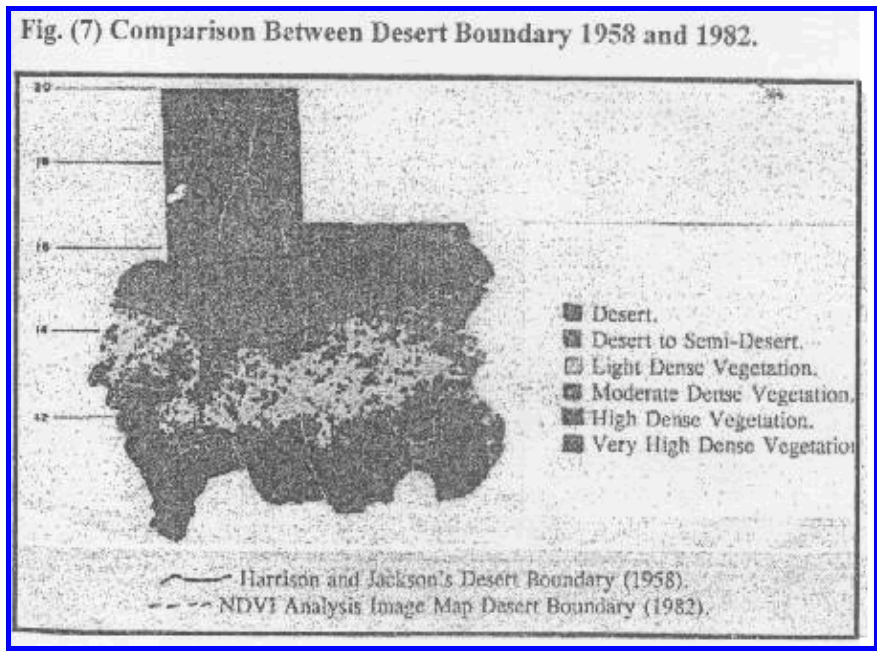 Fig. (7) Comparison Between Desert Boundary 1958 and 1982.
20
18
16
14
12
Desert.
Desert to Semi-Desert.
Light Dense Vegetation.
Moderate Dense Vegetation.
High Dense Vegetation.
Very High Dense Vegetation
Harrison and Jackson's Desert Boundary (1958).
NDVI Analysis Image Map Desert Boundary (1982).